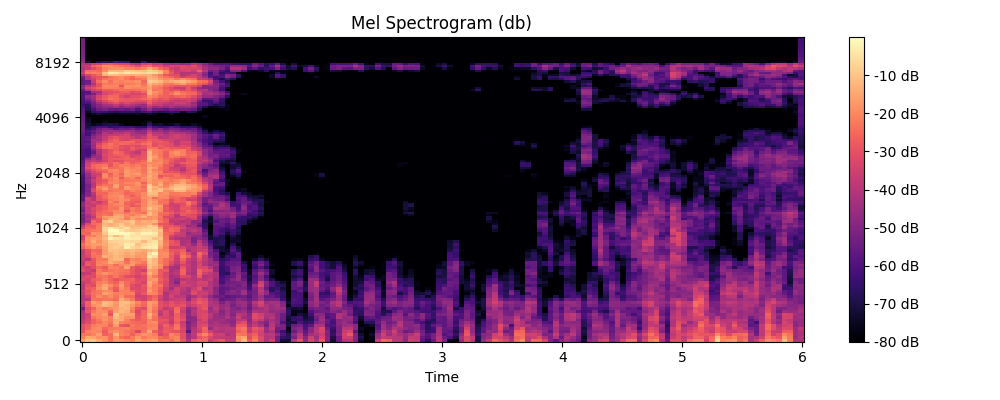 Mel Spectrogram (db)
Hz
8192
4096
2048
1024
512
0
0 1 2 3 4 5 6
Time
-10 dB
-20 dB
-30 dB
-40 dB
-50 dB
-60 dB
-70 dB
-80 dB